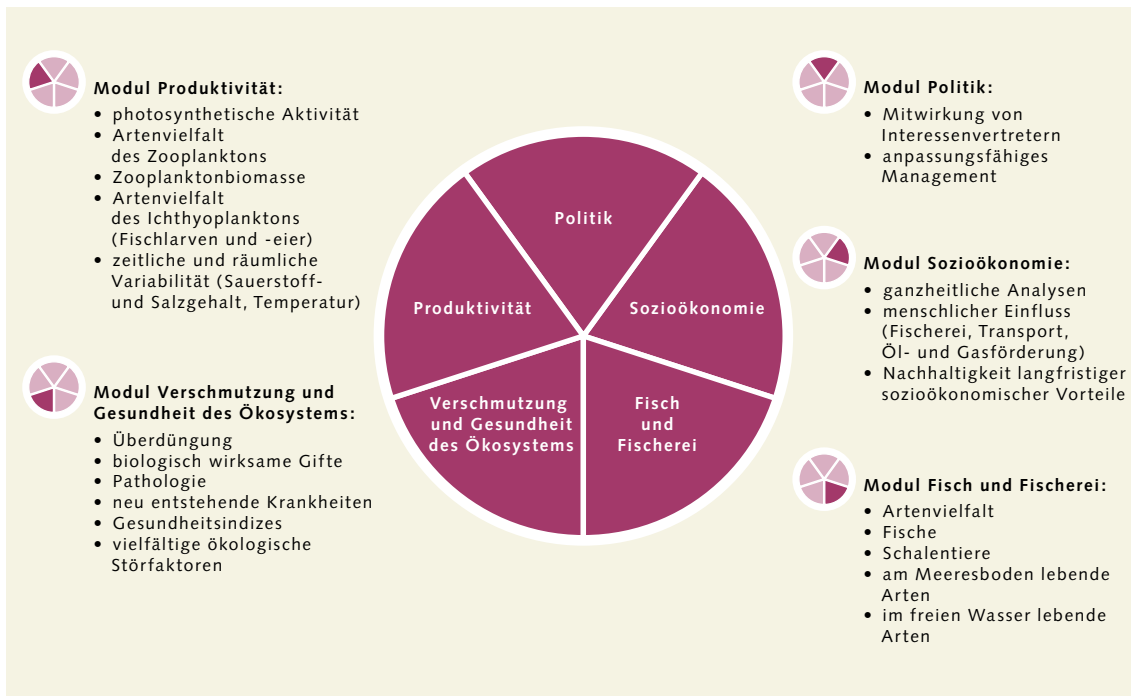 Modul Produktivität:
• photosynthetische Aktivität
• Artenvielfalt
des Zooplanktons
• Zooplanktonbiomasse
• Artenvielfalt
des Ichthyoplanktons
(Fischlarven und -eier)
• zeitliche und räumliche
Variabilität (Sauerstoff-
und Salzgehalt, Temperatur)
Modul Verschmutzung und
Gesundheit des Ökosystems:
• Überdüngung
• biologisch wirksame Gifte
• Pathologie
• neu entstehende Krankheiten
• Gesundheitsindizes
• vielfältige ökologische
Störfaktoren
Politik
Produktivität
Sozioökonomie
Verschmutzung
und Gesundheit
des Ökosystems
Fisch
und
Fischerei
Modul Politik:
• Mitwirkung von
Interessenvertretern
• anpassungsfähiges
Management
Modul Sozioökonomie:
• ganzheitliche Analysen
• menschlicher Einfluss
(Fischerei, Transport,
Öl- und Gasförderung)
• Nachhaltigkeit langfristiger
sozioökonomischer Vorteile
Modul Fisch und Fischerei:
• Artenvielfalt
• Fische
• Schalentiere
• am Meeresboden lebende
Arten
• im freien Wasser lebende
Arten